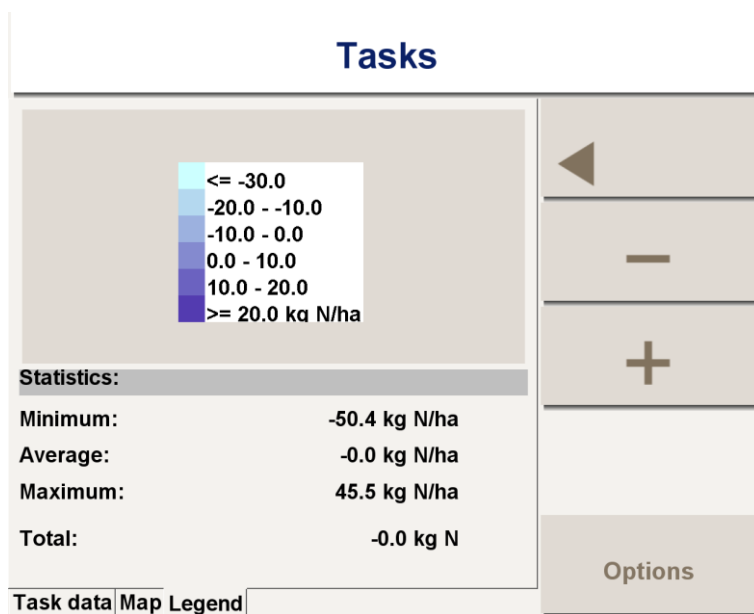 Tasks
<= -30.0
-20.0 - -10.0
-10.0 - 0.0
0.0 - 10.0
10.0 - 20.0
>= 20.0 kg N/ha
Statistics:
Minimum: -50.4 kg N/ha
Average: -0.0 kg N/ha
Maximum: 45.5 kg N/ha
Total: -0.0 kg N
Options
Task data Map Legend